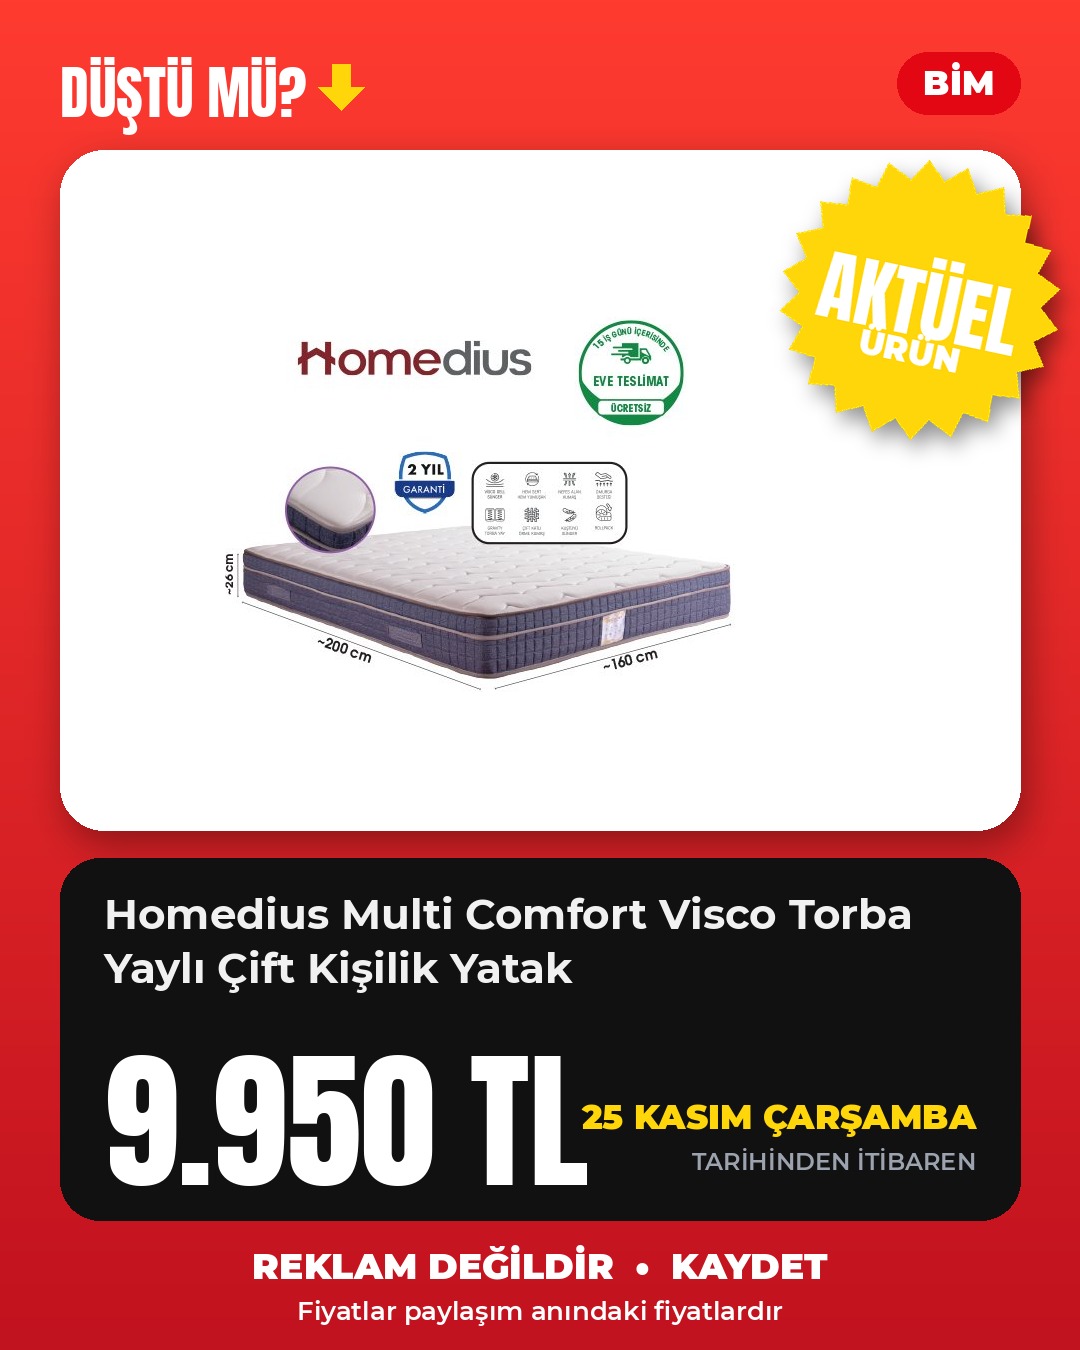 DÜŞTÜ MÜ?
BİM
AKTÜEL
ÜRÜN
Homedius
15 İŞ GÜNÜ İÇERİSİNDE
EVE TESLİMAT
ÜCRETSİZ
2 YIL
GARANTİ
~26 cm
~200 cm
~160 cm
Homedius Multi Comfort Visco Torba
Yaylı Çift Kişilik Yatak
9.950 TL
25 KASIM ÇARŞAMBA
TARİHİNDEN İTİBAREN
REKLAM DEĞİLDİR • KAYDET
Fiyatlar paylaşım anındaki fiyatlardır